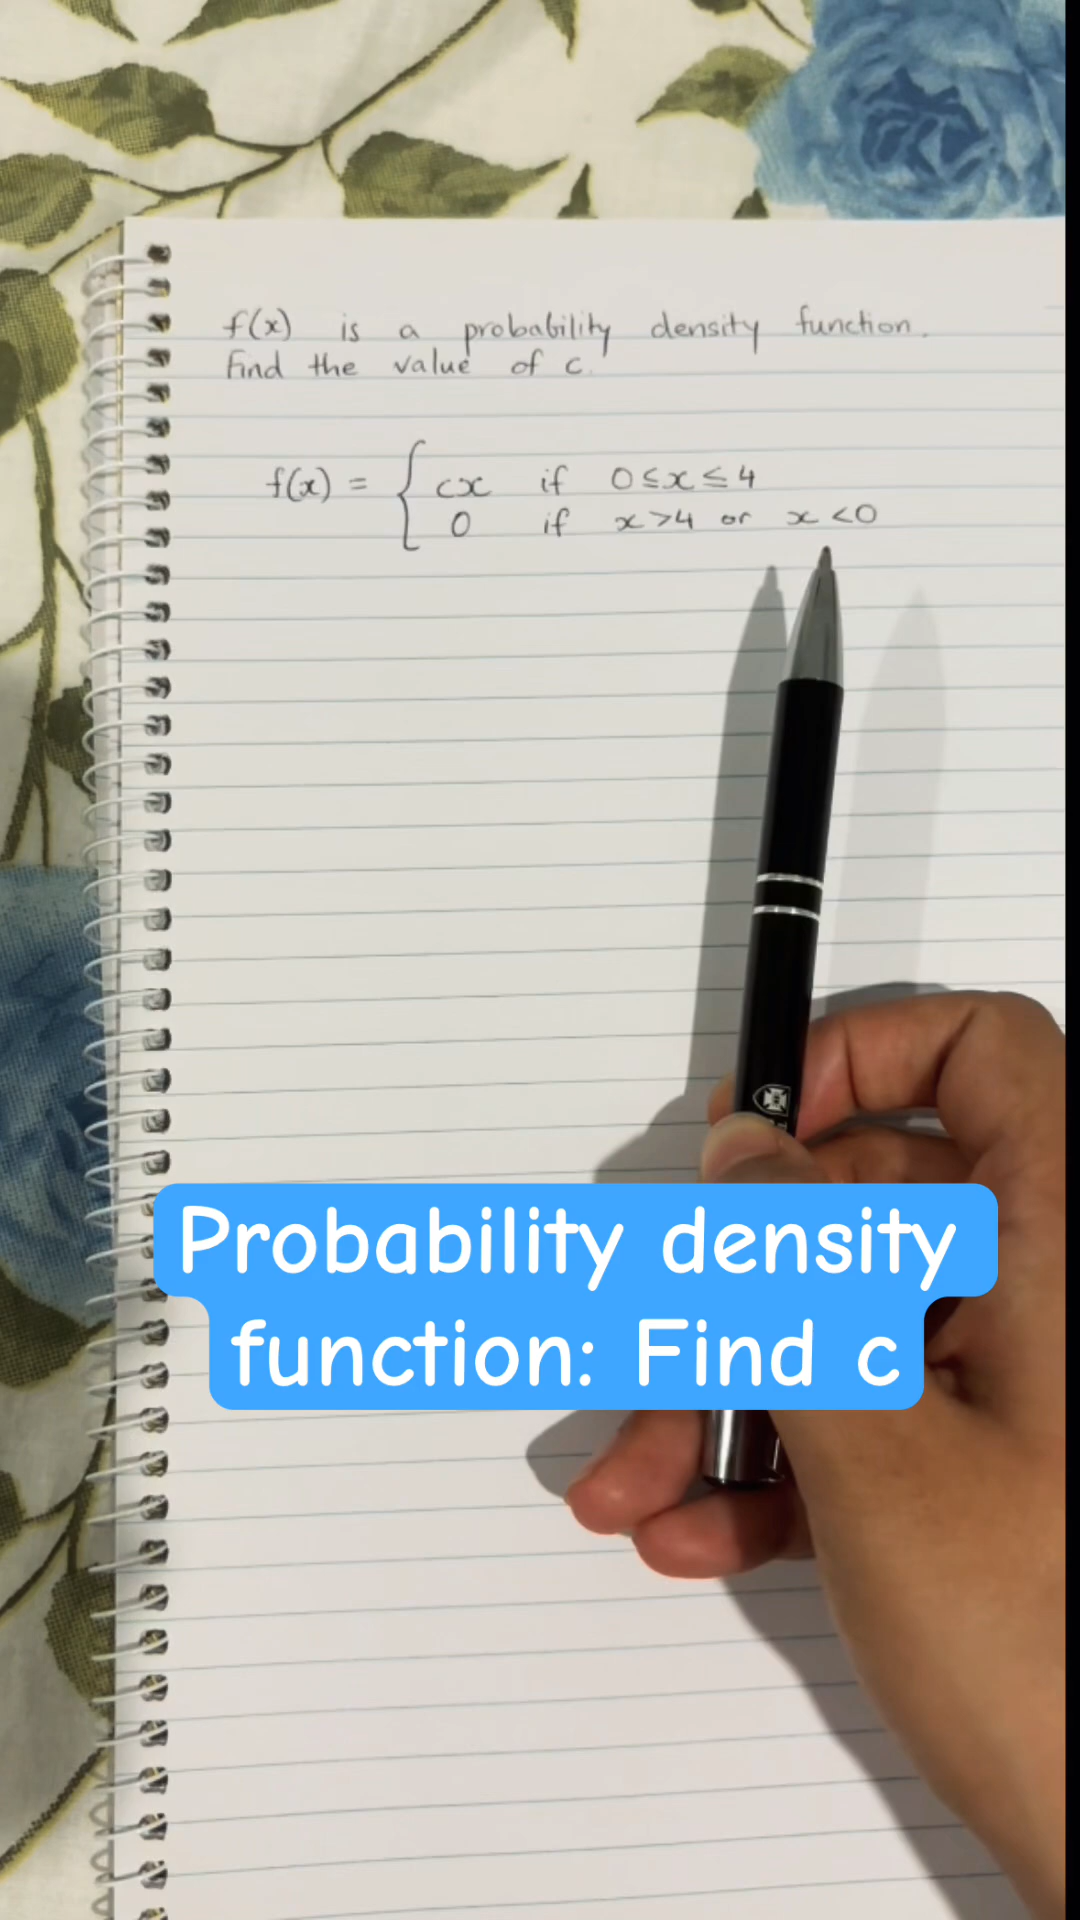 f(x) is a probability density function.
Find the value of c.
f(x) = { cx if 0 ≤ x ≤ 4
0 if x > 4 or x < 0
Probability density
function: Find c